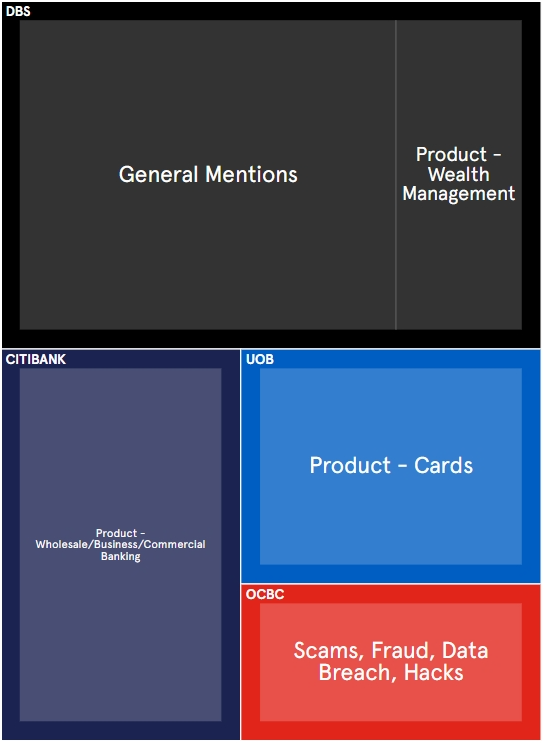 DBS
General Mentions
Product -
Wealth
Management
CITIBANK
Product -
Wholesale/Business/Commercial
Banking
UOB
Product - Cards
OCBC
Scams, Fraud, Data
Breach, Hacks